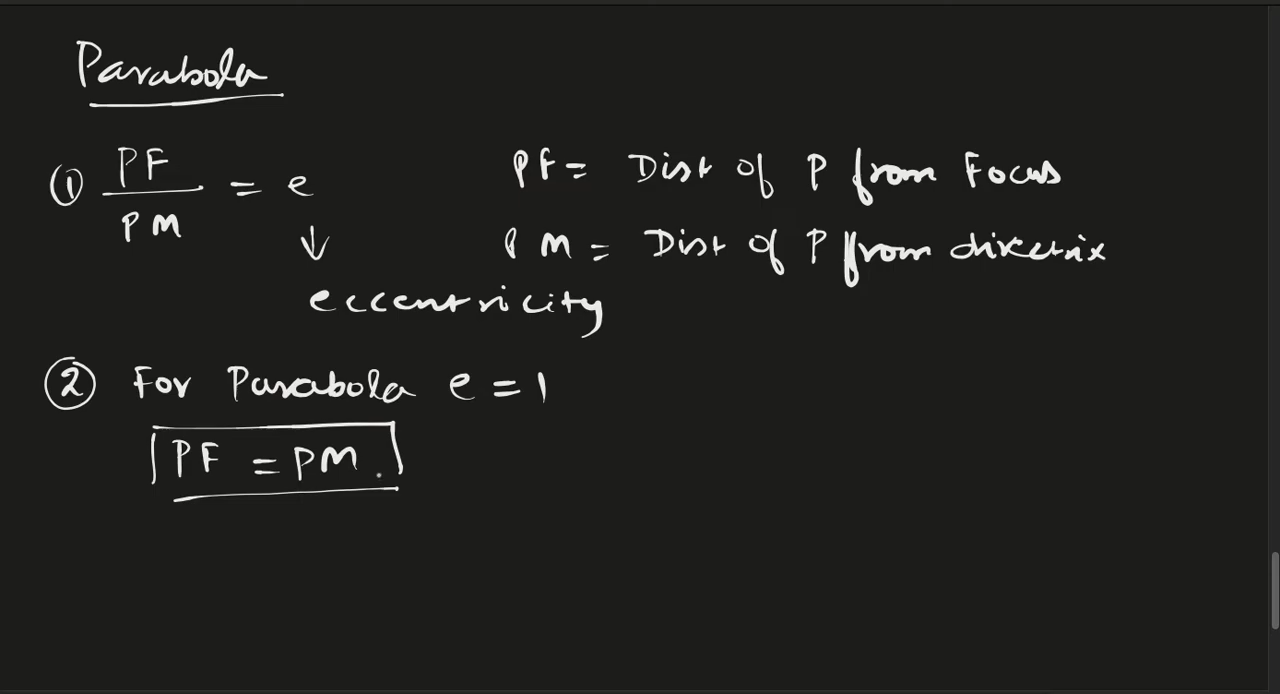 Parabola
① PF/PM = e
PF = Dist of P from Focus
PM = Dist of P from directrix
↓
eccentricity
② For Parabola e = 1
PF = PM.